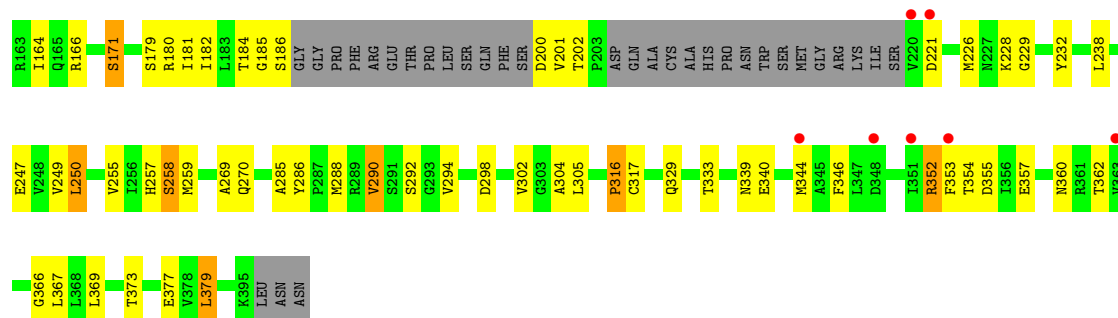 R163 I164 Q165 R166 S171 S179 R180 I181 I182 L183 T184 G185 S186 GLY GLY PRO PHE ARG GLU THR PRO LEU SER GLN PHE SER D200 V201 T202 P203 ASP GLN ALA CYS ALA HIS PRO ASN TRP SER MET GLY ARG LYS ILE SER V220 D221 M226 N227 K228 G229 Y232 L238
E247 V248 V249 L250 V255 I256 H257 S258 M259 A269 Q270 A285 Y286 P287 M288 R289 V290 S291 S292 G293 V294 D298 V302 G303 A304 L305 P316 C317 Q329 T333 N339 E340 M344 A345 F346 L347 D348 I351 R352 F353 T354 D355 I356 E357 N360 R361 T362 V363
G366 L367 L368 L369 T373 E377 V378 L379 K395 LEU ASN ASN